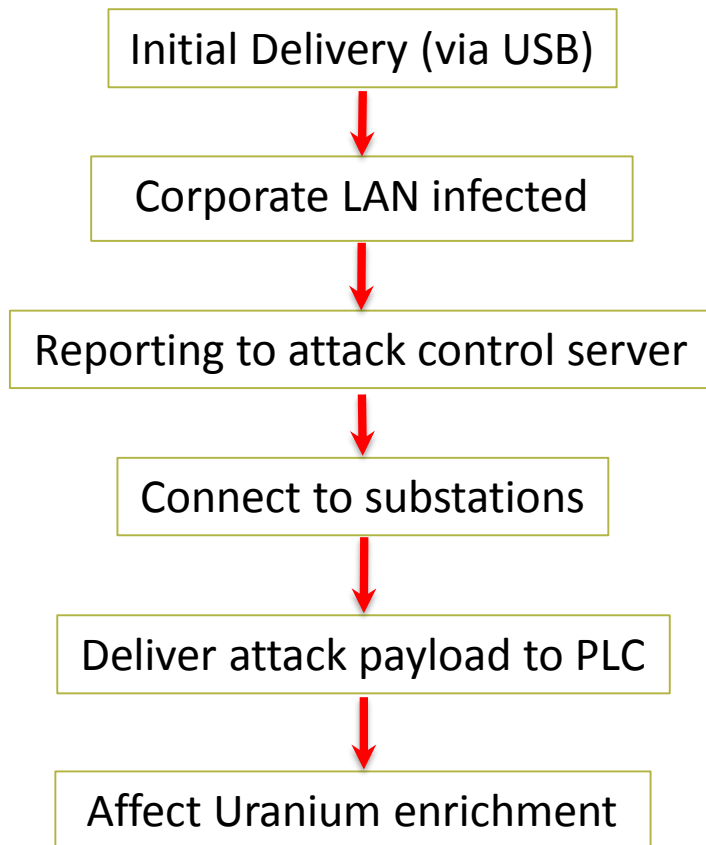 Initial Delivery (via USB)
Corporate LAN infected
Reporting to attack control server
Connect to substations
Deliver attack payload to PLC
Affect Uranium enrichment